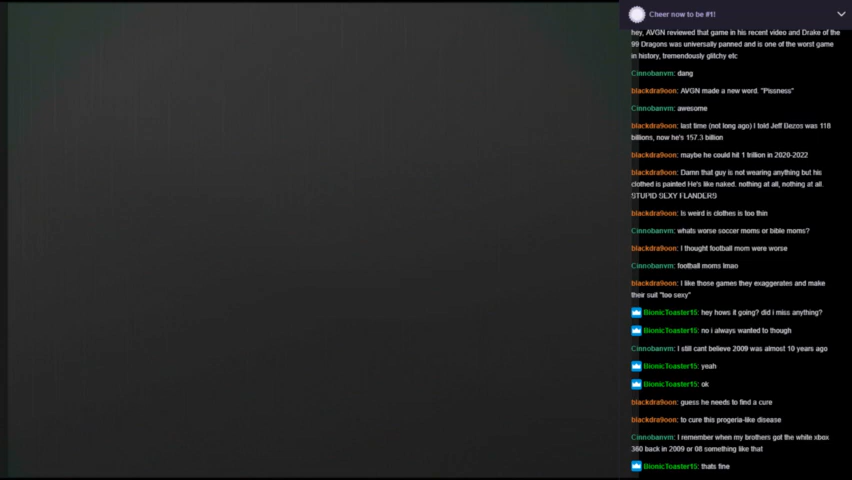 Cheer now to be #1!
hey, AVGN reviewed that game in his recent video and Drake of the
99 Dragons was universally panned and is one of the worst game
in history, tremendously glitchy etc
Cinnobanvm: dang
blackdra9oon: AVGN made a new word. "Pissness"
Cinnobanvm: awesome
blackdra9oon: last time (not long ago) I told Jeff Bezos was 118
billions, now he's 157.3 billion
blackdra9oon: maybe he could hit 1 trillion in 2020-2022
blackdra9oon: Damn that guy is not wearing anything but his
clothed is painted He's like naked. nothing at all, nothing at all.
STUPID SEXY FLANDERS
blackdra9oon: Is weird is clothes is too thin
Cinnobanvm: whats worse soccer moms or bible moms?
blackdra9oon: I thought football mom were worse
Cinnobanvm: football moms lmao
blackdra9oon: I like those games they exaggerates and make
their suit "too sexy"
BionicToaster15: hey hows it going? did i miss anything?
BionicToaster15: no i always wanted to though
Cinnobanvm: I still cant believe 2009 was almost 10 years ago
BionicToaster15: yeah
BionicToaster15: ok
blackdra9oon: guess he needs to find a cure
blackdra9oon: to cure this progeria-like disease
Cinnobanvm: I remember when my brothers got the white xbox
360 back in 2009 or 08 something like that
BionicToaster15: thats fine